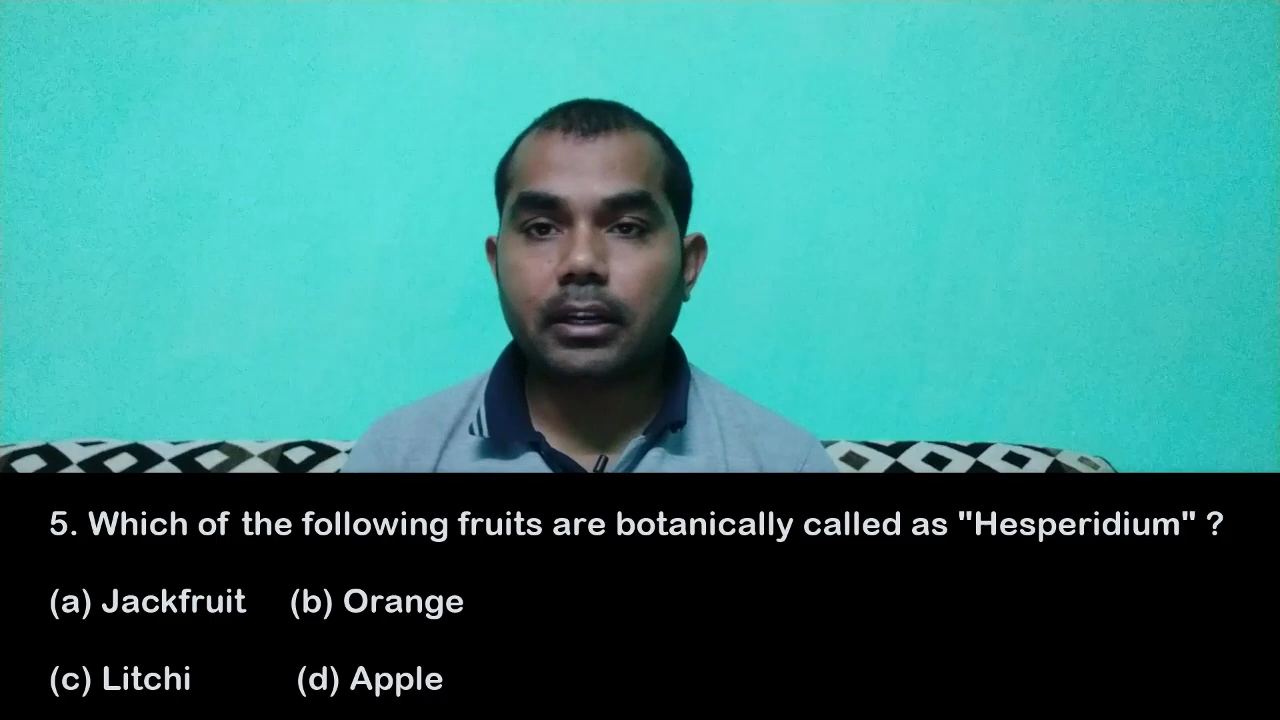 5. Which of the following fruits are botanically called as "Hesperidium" ?
(a) Jackfruit (b) Orange
(c) Litchi (d) Apple